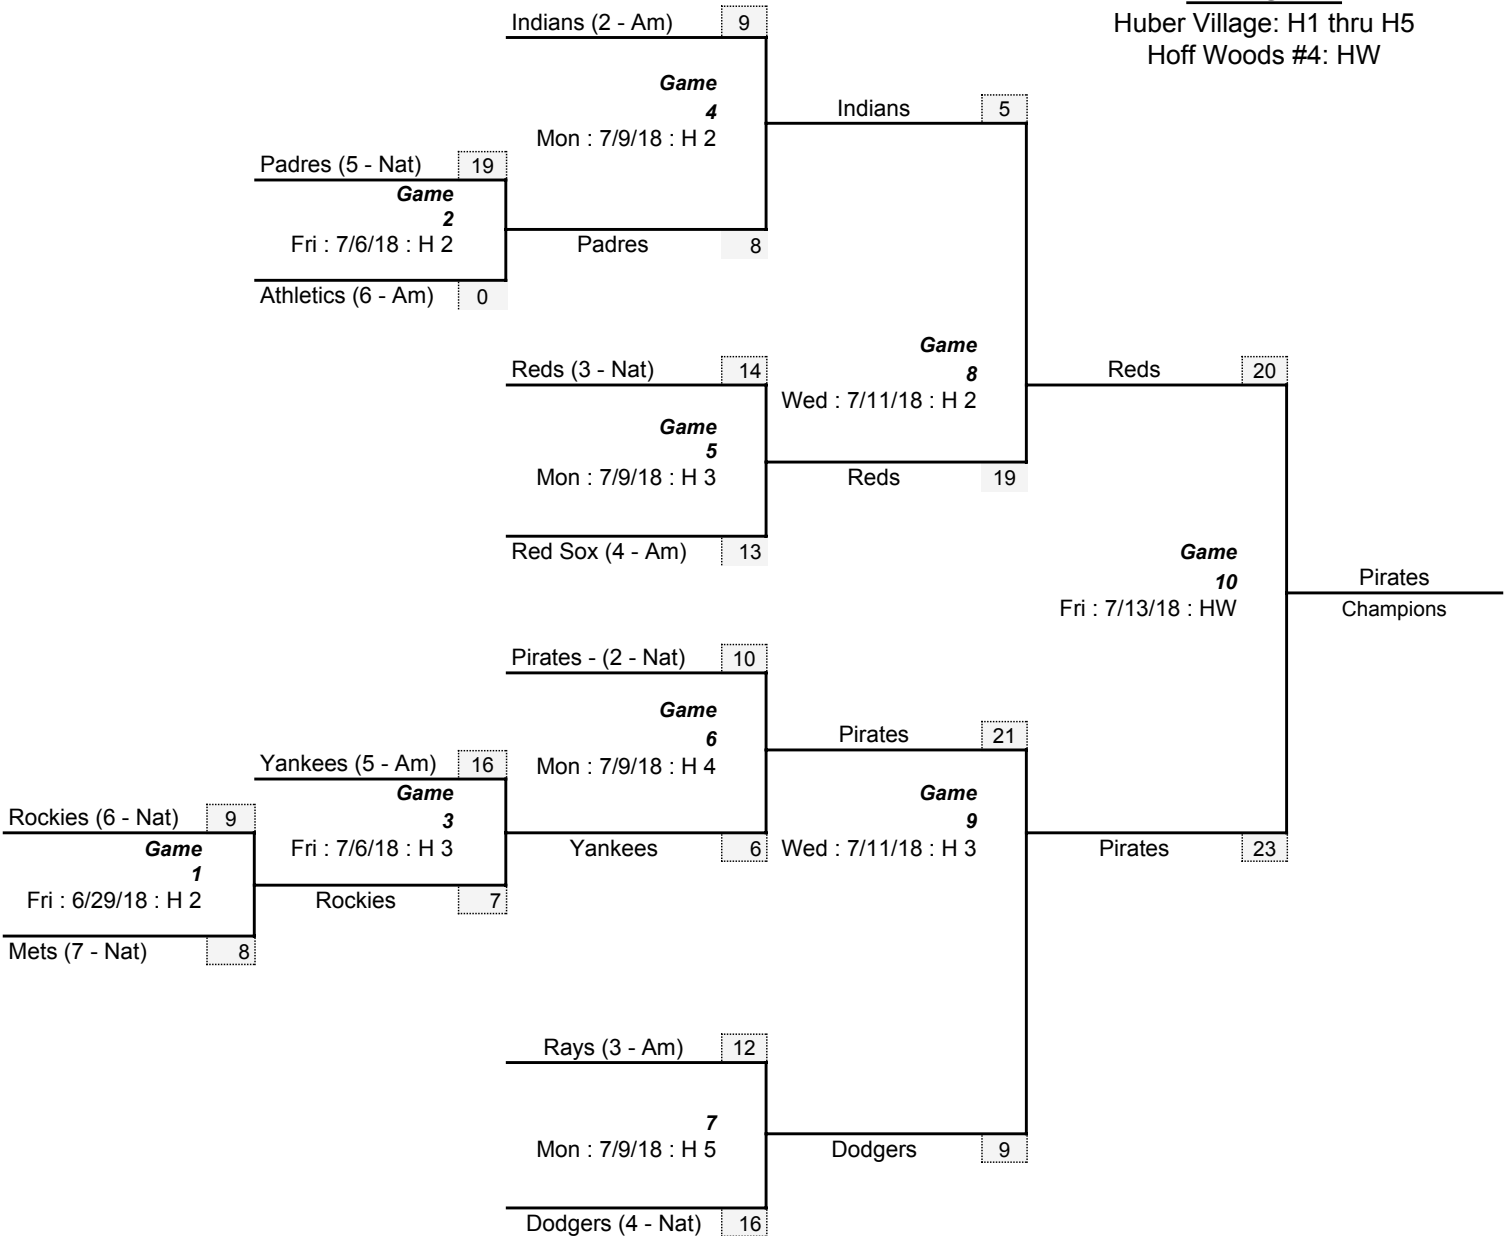 Indians (2 - Am) 9
Huber Village: H1 thru H5
Hoff Woods #4: HW
Game
4
Mon : 7/9/18 : H 2
Indians 5
Padres (5 - Nat) 19
Game
2
Fri : 7/6/18 : H 2
Padres 8
Athletics (6 - Am) 0
Game
8
Wed : 7/11/18 : H 2
Reds (3 - Nat) 14
Reds 20
Game
5
Mon : 7/9/18 : H 3
Reds 19
Red Sox (4 - Am) 13
Game
10
Fri : 7/13/18 : HW
Pirates
Champions
Pirates - (2 - Nat) 10
Game
6
Mon : 7/9/18 : H 4
Pirates 21
Yankees (5 - Am) 16
Game
3
Fri : 7/6/18 : H 3
Game
9
Wed : 7/11/18 : H 3
Rockies (6 - Nat) 9
Game
1
Fri : 6/29/18 : H 2
Yankees 6
Pirates 23
Rockies 7
Mets (7 - Nat) 8
Rays (3 - Am) 12
7
Mon : 7/9/18 : H 5
Dodgers 9
Dodgers (4 - Nat) 16